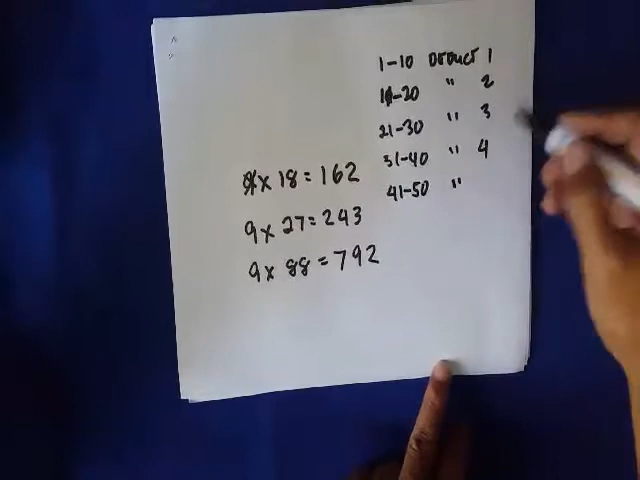 1-10 DEDUCT 1
11-20 " 2
21-30 " 3
31-40 " 4
41-50 "
9x 18 = 162
9x 27 = 243
9x 88 = 792